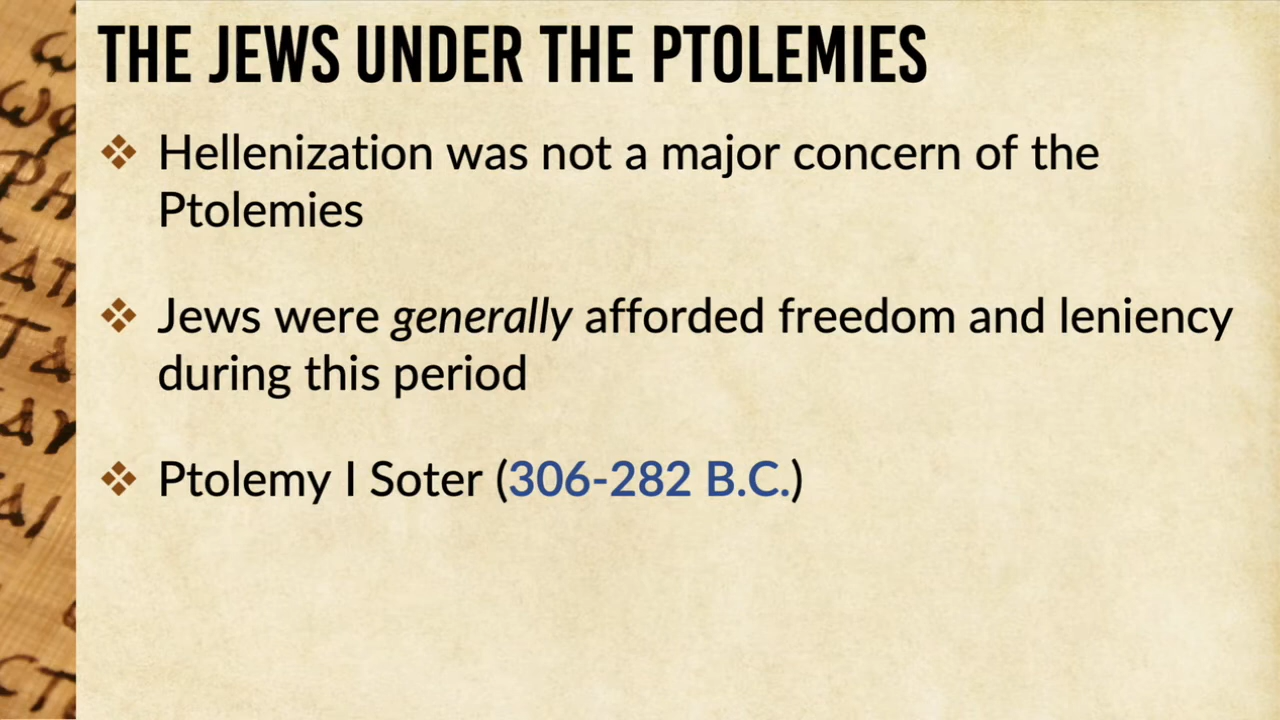 THE JEWS UNDER THE PTOLEMIES
Hellenization was not a major concern of the
Ptolemies
Jews were generally afforded freedom and leniency
during this period
Ptolemy I Soter (306-282 B.C.)